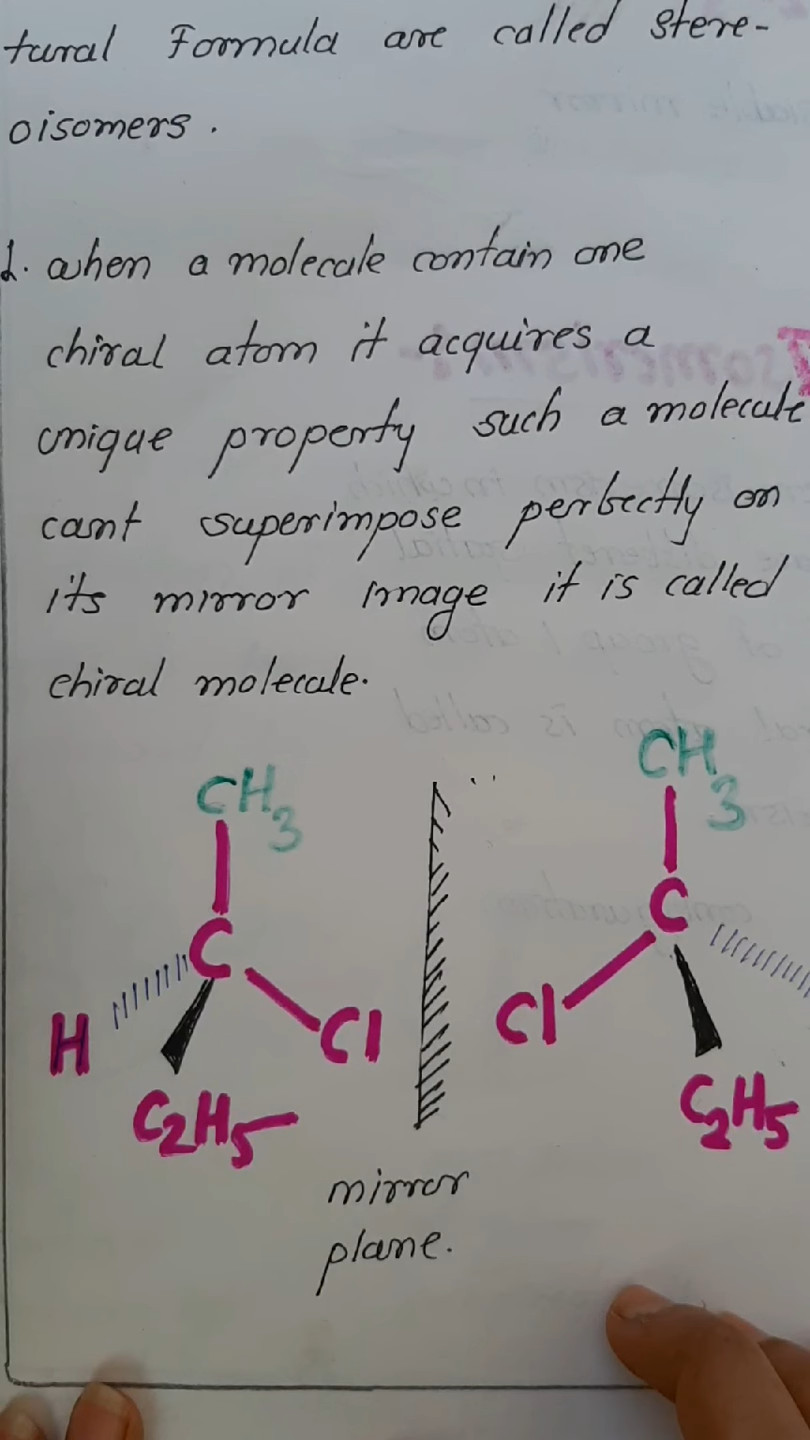 tural Formula are called stere-
oisomers.
2. when a molecule contain one
chiral atom it acquires a
unique property such a molecule
cant superimpose perfectly on
its mirror image it is called
chiral molecule.
CH3 CH3
C C
H Cl Cl
C2H5 C2H5
mirror
plane.